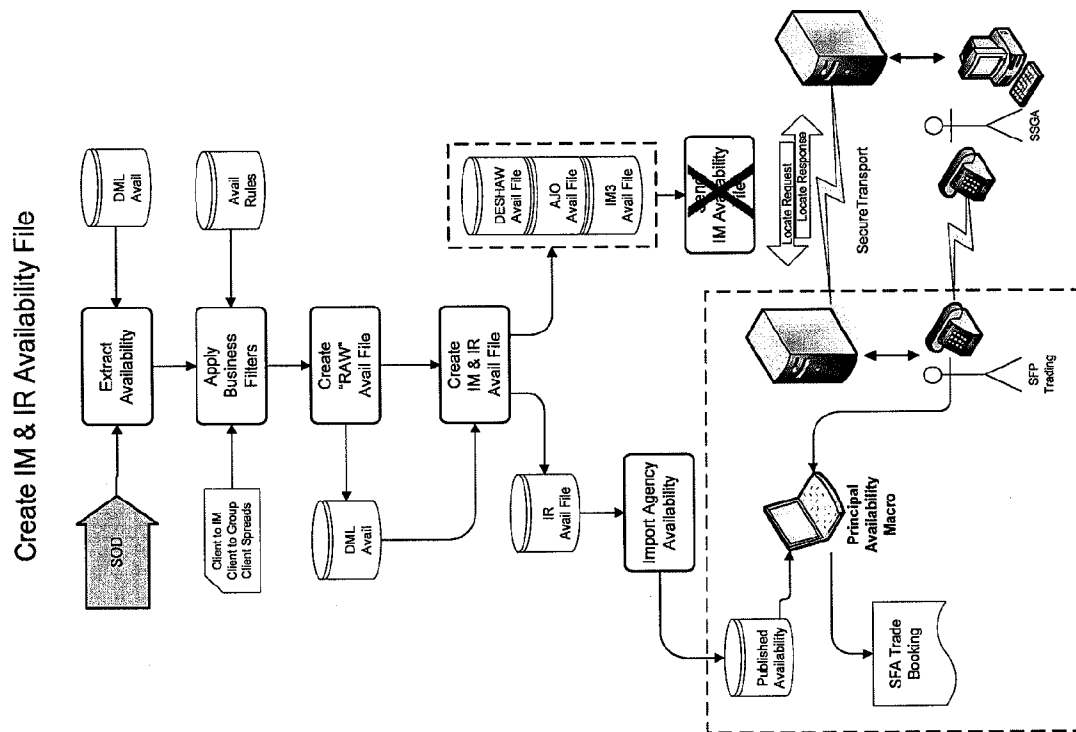 Create IM & IR Availability File
SOD
Extract
Availability
DML
Avail
Client to IM
Client to Group
Client Spreads
Apply
Business
Filters
Avail
Rules
Create
"RAW"
Avail File
DML
Avail
Create
IM & IR
Avail File
DESHAW
Avail File
AJO
Avail File
IM3
Avail File
IR
Avail File
IM Availability
Import Agency
Availability
Locate Request
Locate Response
SecureTransport
Published
Availability
Principal
Availability
Macro
SFA Trade
Booking
SFP
Trading
SSGA